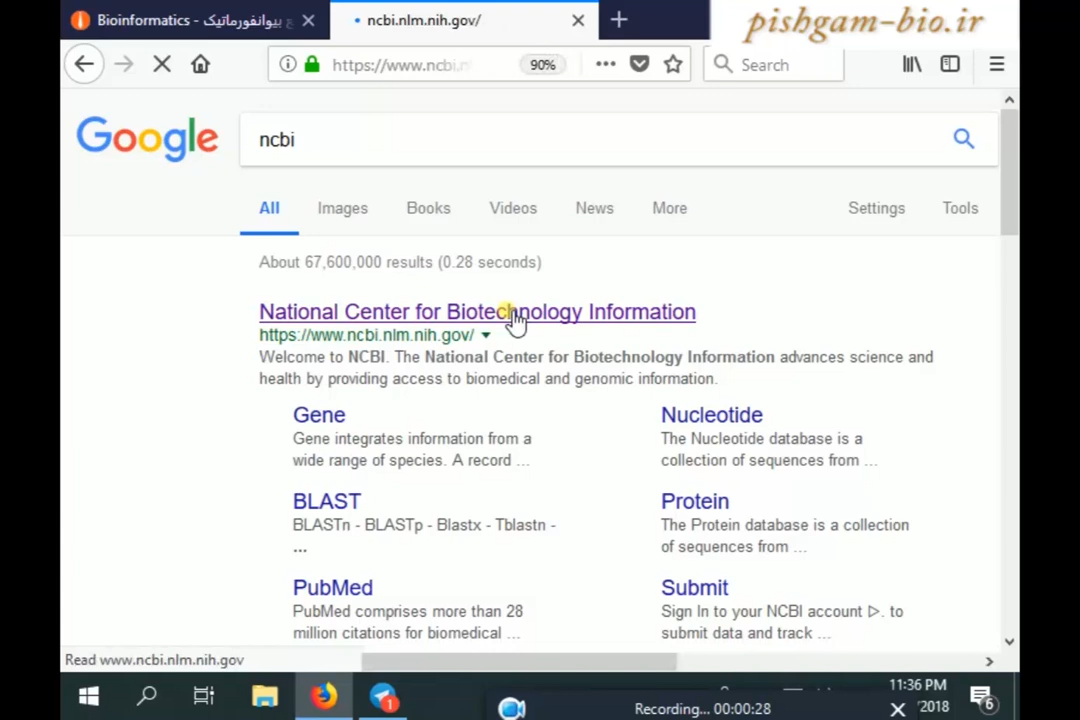 Bioinformatics - بیوانفورماتیک
ncbi.nlm.nih.gov/
pishgam-bio.ir
https://www.ncbi.n
90%
Search
Google
ncbi
All
Images
Books
Videos
News
More
Settings
Tools
About 67,600,000 results (0.28 seconds)
National Center for Biotechnology Information
https://www.ncbi.nlm.nih.gov/
Welcome to NCBI. The National Center for Biotechnology Information advances science and
health by providing access to biomedical and genomic information.
Gene
Gene integrates information from a
wide range of species. A record ...
Nucleotide
The Nucleotide database is a
collection of sequences from ...
BLAST
BLASTn - BLASTp - Blastx - Tblastn -
...
Protein
The Protein database is a collection
of sequences from ...
PubMed
PubMed comprises more than 28
million citations for biomedical ...
Submit
Sign In to your NCBI account ▷. to
submit data and track ...
Read www.ncbi.nlm.nih.gov
1
Recording... 00:00:28
11:36 PM
2018
6